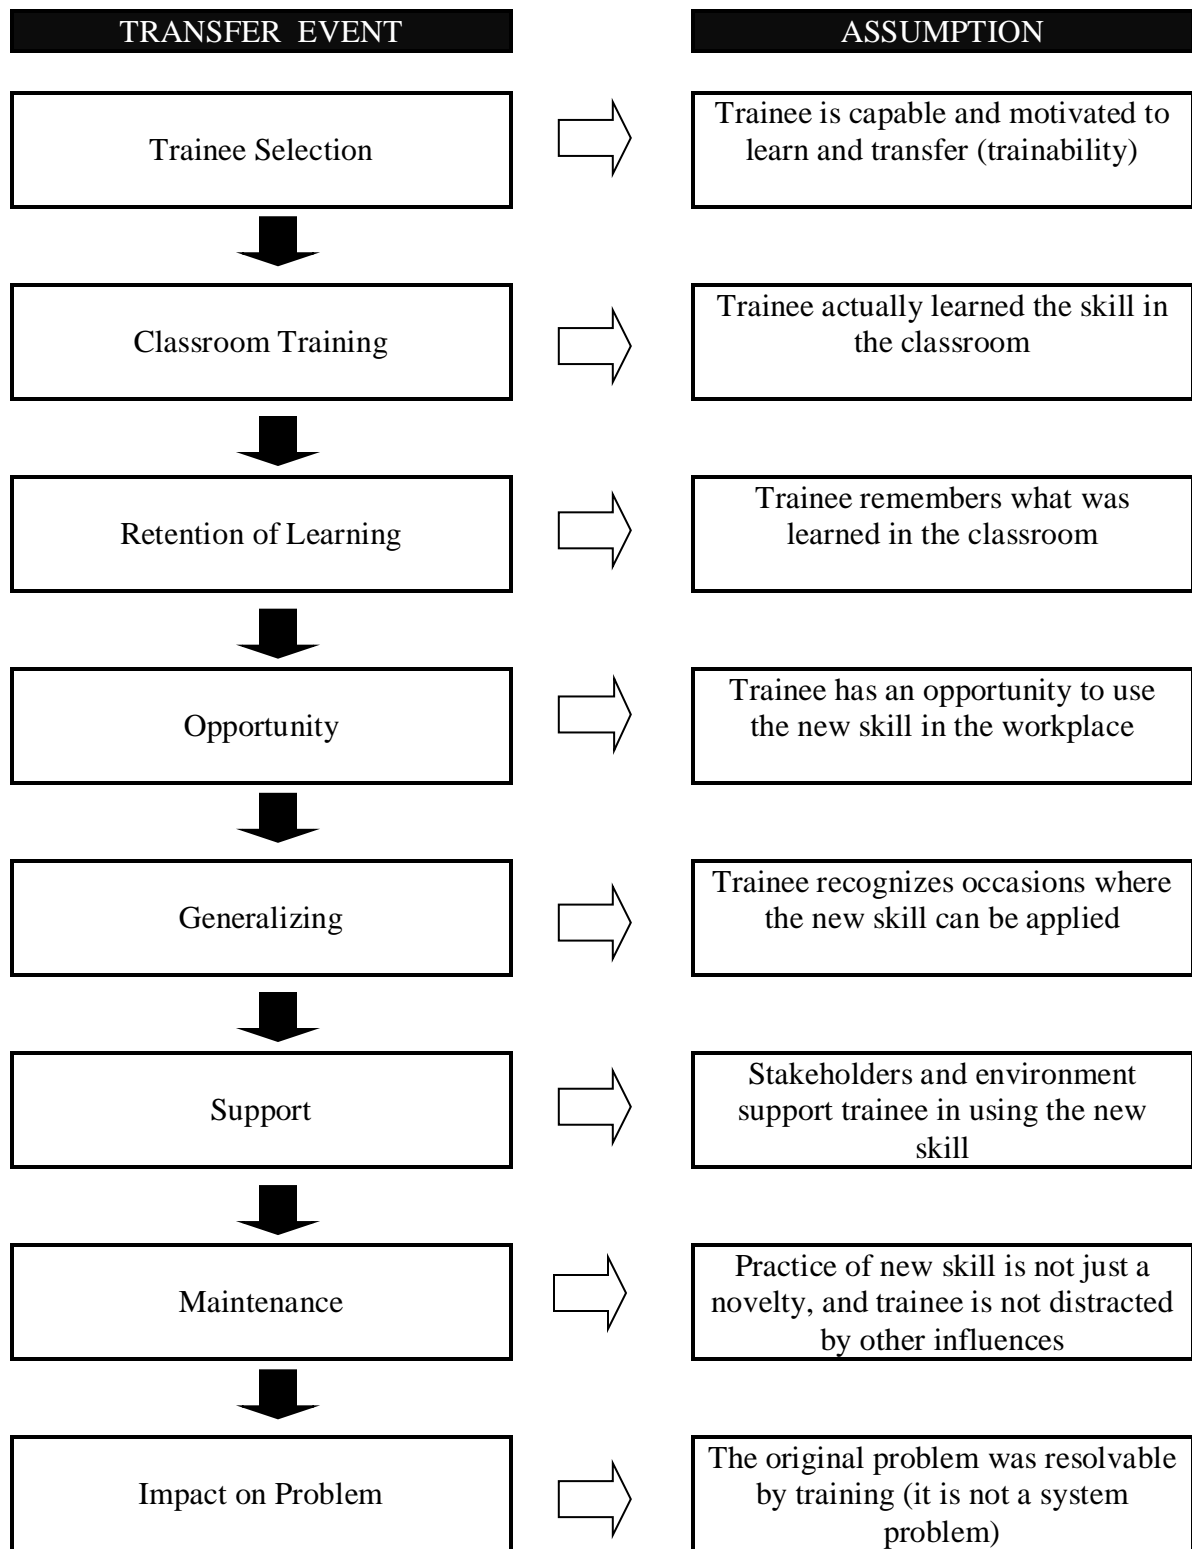 TRANSFER EVENT
ASSUMPTION
Trainee Selection
Trainee is capable and motivated to
learn and transfer (trainability)
Classroom Training
Trainee actually learned the skill in
the classroom
Retention of Learning
Trainee remembers what was
learned in the classroom
Opportunity
Trainee has an opportunity to use
the new skill in the workplace
Generalizing
Trainee recognizes occasions where
the new skill can be applied
Support
Stakeholders and environment
support trainee in using the new
skill
Maintenance
Practice of new skill is not just a
novelty, and trainee is not distracted
by other influences
Impact on Problem
The original problem was resolvable
by training (it is not a system
problem)